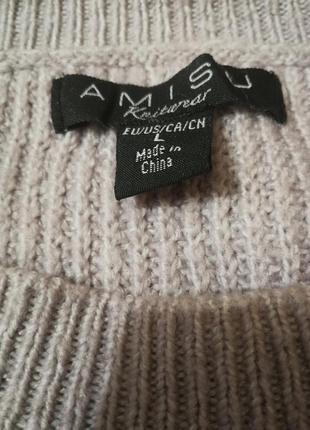 AMISU
Knitwear
EU/US/CA/CN
L
Made in
China